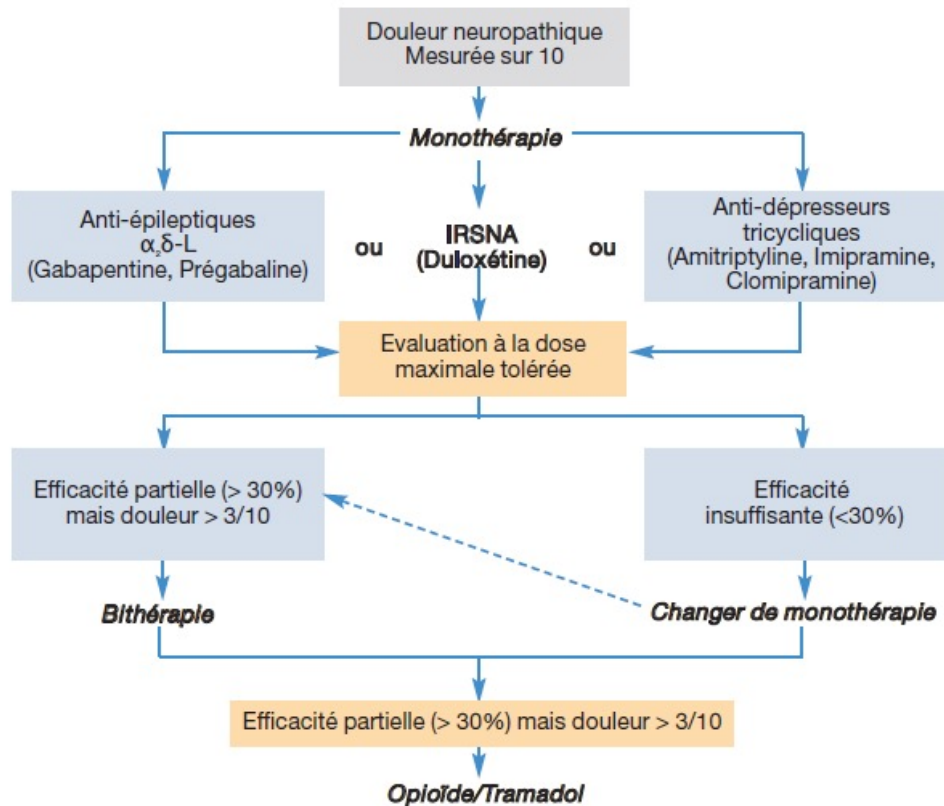 Douleur neuropathique
Mesurée sur 10
Monothérapie
Anti-épileptiques
α₂δ-L
(Gabapentine, Prégabaline)
ou
IRSNA
(Duloxétine)
ou
Anti-dépresseurs
tricycliques
(Amitriptyline, Imipramine,
Clomipramine)
Evaluation à la dose
maximale tolérée
Efficacité partielle (> 30%)
mais douleur > 3/10
Efficacité
insuffisante (<30%)
Bithérapie
Changer de monothérapie
Efficacité partielle (> 30%) mais douleur > 3/10
Opioïde/Tramadol